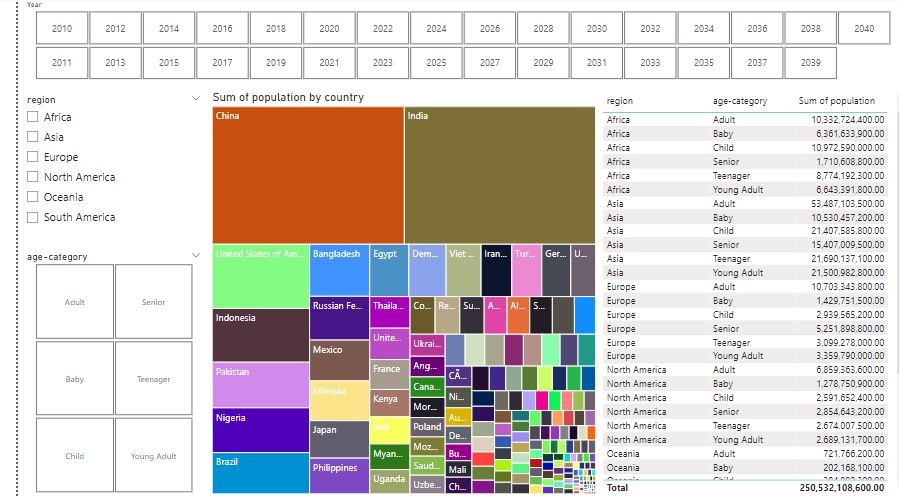 Year
2010 2012 2014 2016 2018 2020 2022 2024 2026 2028 2030 2032 2034 2036 2038 2040
2011 2013 2015 2017 2019 2021 2023 2025 2027 2029 2031 2033 2035 2037 2039
region
Africa
Asia
Europe
North America
Oceania
South America
age-category
Adult Senior
Baby Teenager
Child Young Adult
Sum of population by country
China India
United States of Am...
Indonesia
Pakistan
Nigeria
Brazil
Bangladesh
Russian Fe...
Mexico
Ethiopia
Japan
Philippines
Egypt
Thaila...
Unite...
France
Kenya
Italy
Myan...
Uganda
Dem... Viet ... Iran... Tur... Ger... U...
Co... Re... Su... A... Al... S...
Ukrai...
Ang...
Cana...
Mor...
Poland
Moz...
Saud...
Uzbe...
CÃ...
Ni...
Au...
De...
Bu...
Mali
Ch...
region age-category Sum of population
Africa Adult 10,332,724,400.00
Africa Baby 6,361,633,900.00
Africa Child 10,972,590,000.00
Africa Senior 1,710,608,800.00
Africa Teenager 8,774,192,300.00
Africa Young Adult 6,643,391,800.00
Asia Adult 53,487,103,500.00
Asia Baby 10,530,457,200.00
Asia Child 21,407,585,800.00
Asia Senior 15,407,009,500.00
Asia Teenager 21,690,137,100.00
Asia Young Adult 21,500,982,800.00
Europe Adult 10,703,343,800.00
Europe Baby 1,429,751,500.00
Europe Child 2,939,565,200.00
Europe Senior 5,251,898,800.00
Europe Teenager 3,099,278,000.00
Europe Young Adult 3,359,790,000.00
North America Adult 6,859,363,600.00
North America Baby 1,278,750,900.00
North America Child 2,591,652,400.00
North America Senior 2,854,643,200.00
North America Teenager 2,674,007,500.00
North America Young Adult 2,689,131,700.00
Oceania Adult 721,766,200.00
Oceania Baby 202,168,100.00
Total 250,532,108,600.00